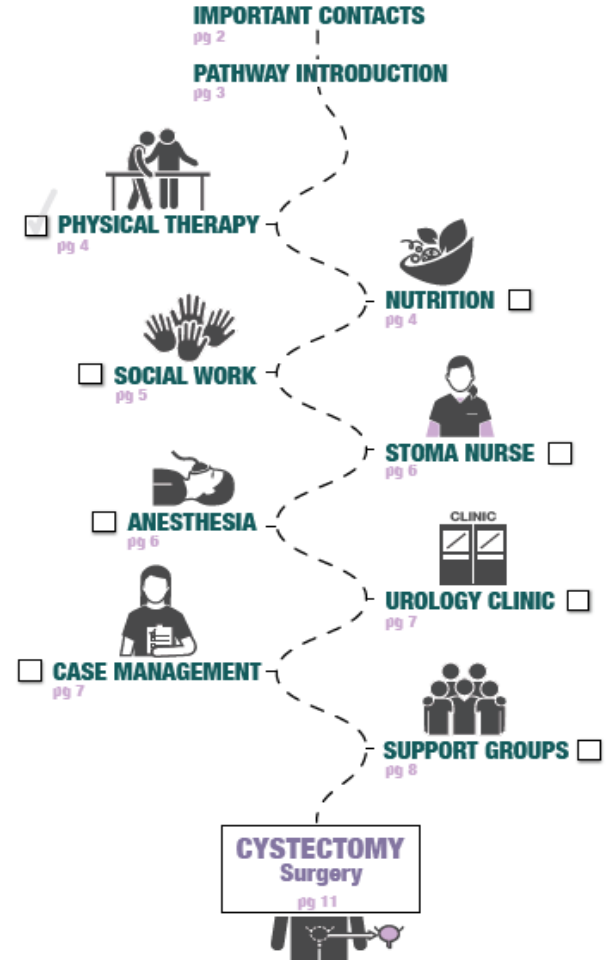 IMPORTANT CONTACTS
pg 2
PATHWAY INTRODUCTION
pg 3
PHYSICAL THERAPY
pg 4
NUTRITION
pg 4
SOCIAL WORK
pg 5
STOMA NURSE
pg 6
ANESTHESIA
pg 6
CLINIC
UROLOGY CLINIC
pg 7
CASE MANAGEMENT
pg 7
SUPPORT GROUPS
pg 8
CYSTECTOMY
Surgery
pg 11